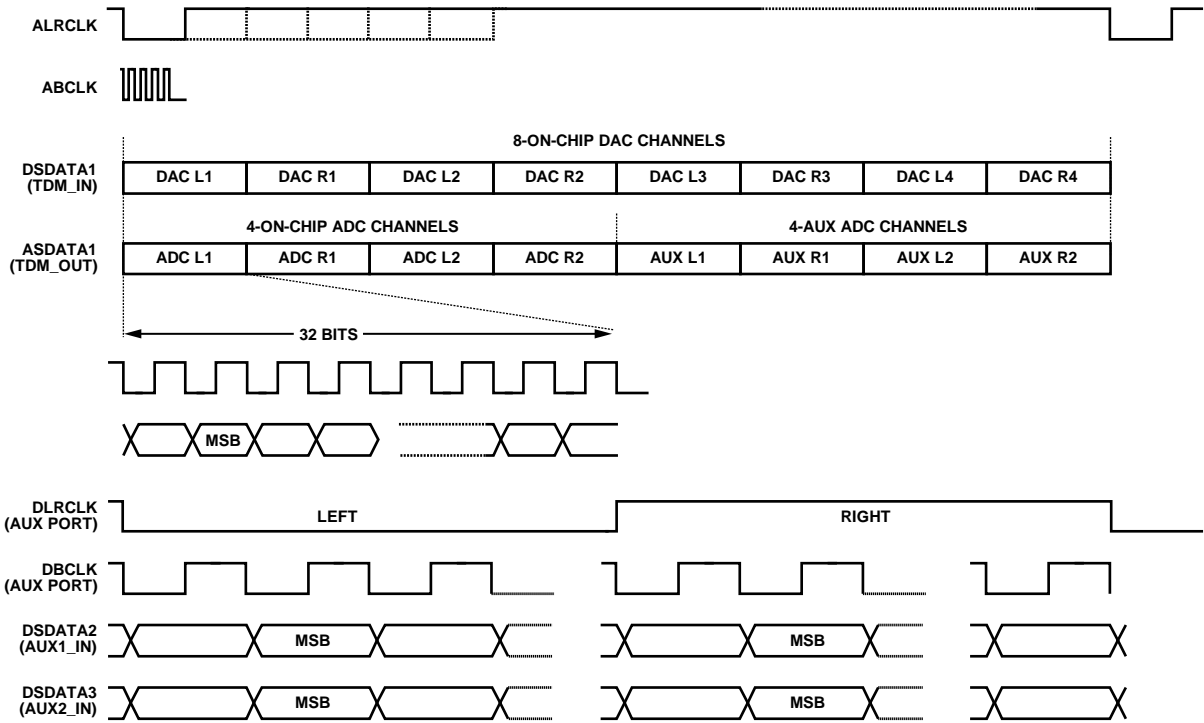 ALRCLK
ABCLK
8-ON-CHIP DAC CHANNELS
DSDATA1
(TDM_IN)
DAC L1 DAC R1 DAC L2 DAC R2 DAC L3 DAC R3 DAC L4 DAC R4
4-ON-CHIP ADC CHANNELS 4-AUX ADC CHANNELS
ASDATA1
(TDM_OUT)
ADC L1 ADC R1 ADC L2 ADC R2 AUX L1 AUX R1 AUX L2 AUX R2
32 BITS
MSB
DLRCLK
(AUX PORT)
LEFT RIGHT
DBCLK
(AUX PORT)
DSDATA2
(AUX1_IN)
MSB MSB
DSDATA3
(AUX2_IN)
MSB MSB